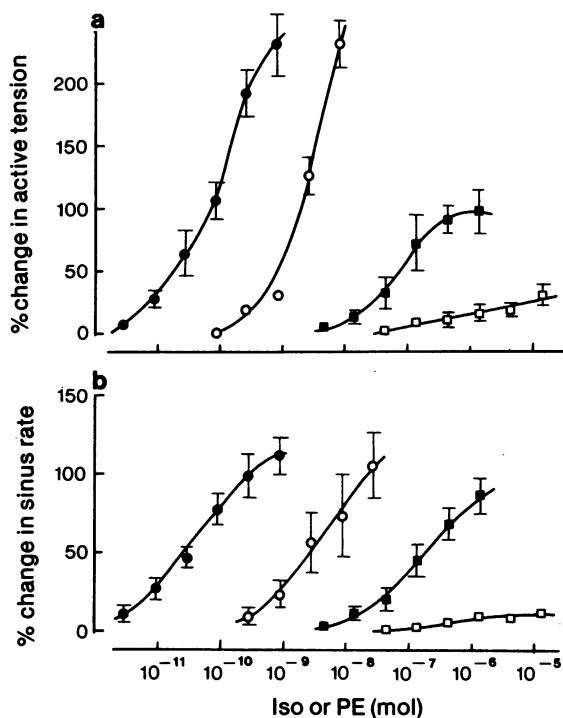 a
% change in active tension
200
150
100
50
0
b
% change in sinus rate
150
100
50
0
10⁻¹¹ 10⁻¹⁰ 10⁻⁹ 10⁻⁸ 10⁻⁷ 10⁻⁶ 10⁻⁵
Iso or PE (mol)